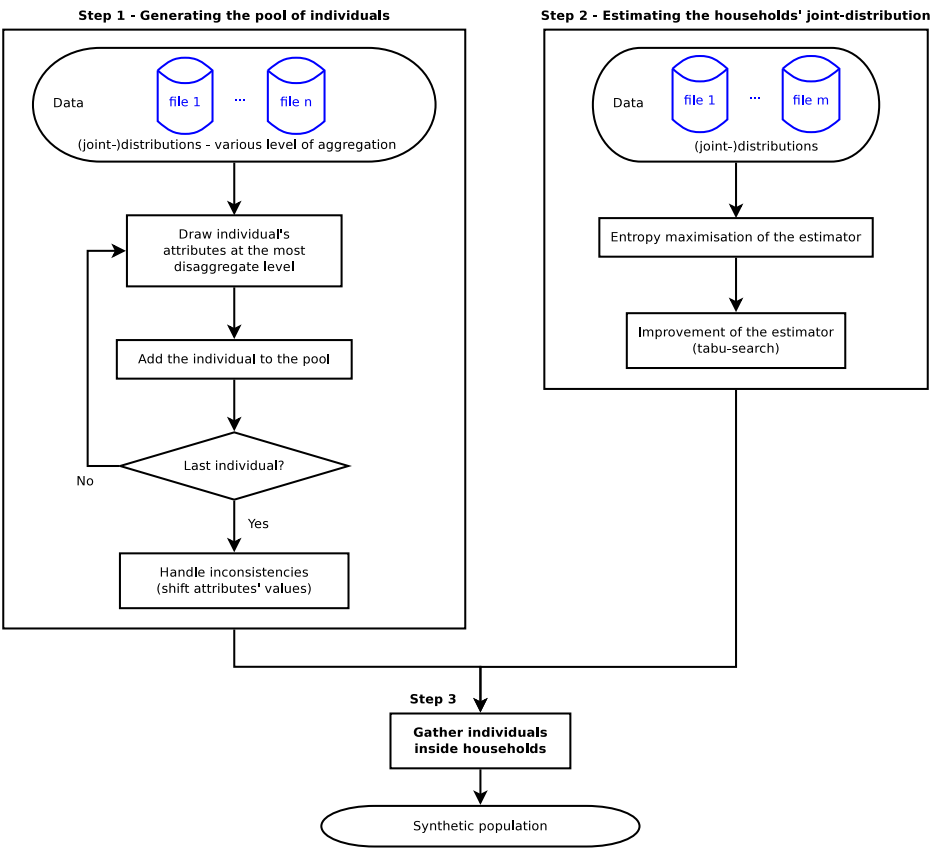 Step 1 - Generating the pool of individuals
Data
file 1
...
file n
(joint-)distributions - various level of aggregation
Draw individual's
attributes at the most
disaggregate level
Add the individual to the pool
Last individual?
No
Yes
Handle inconsistencies
(shift attributes' values)
Step 2 - Estimating the households' joint-distribution
Data
file 1
...
file m
(joint-)distributions
Entropy maximisation of the estimator
Improvement of the estimator
(tabu-search)
Step 3
Gather individuals
inside households
Synthetic population